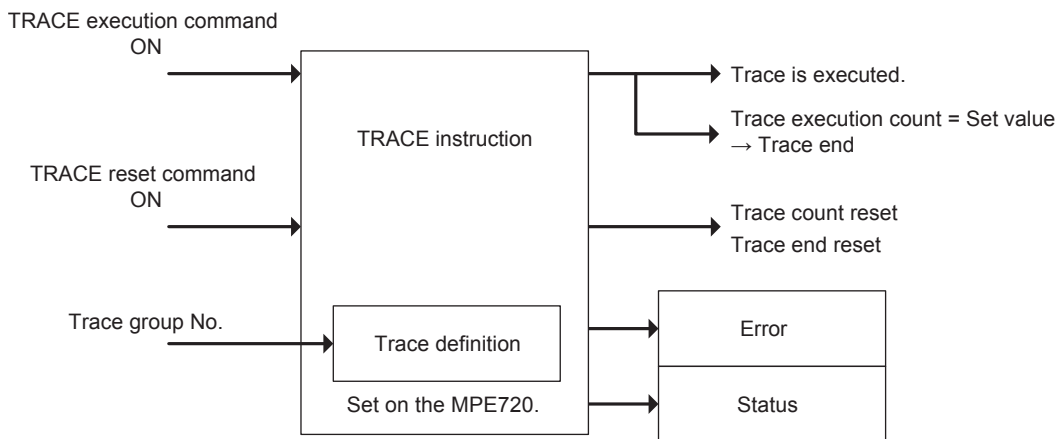 TRACE execution command
ON
Trace is executed.
Trace execution count = Set value
→ Trace end
TRACE instruction
TRACE reset command
ON
Trace count reset
Trace end reset
Trace group No.
Trace definition
Set on the MPE720.
Error
Status